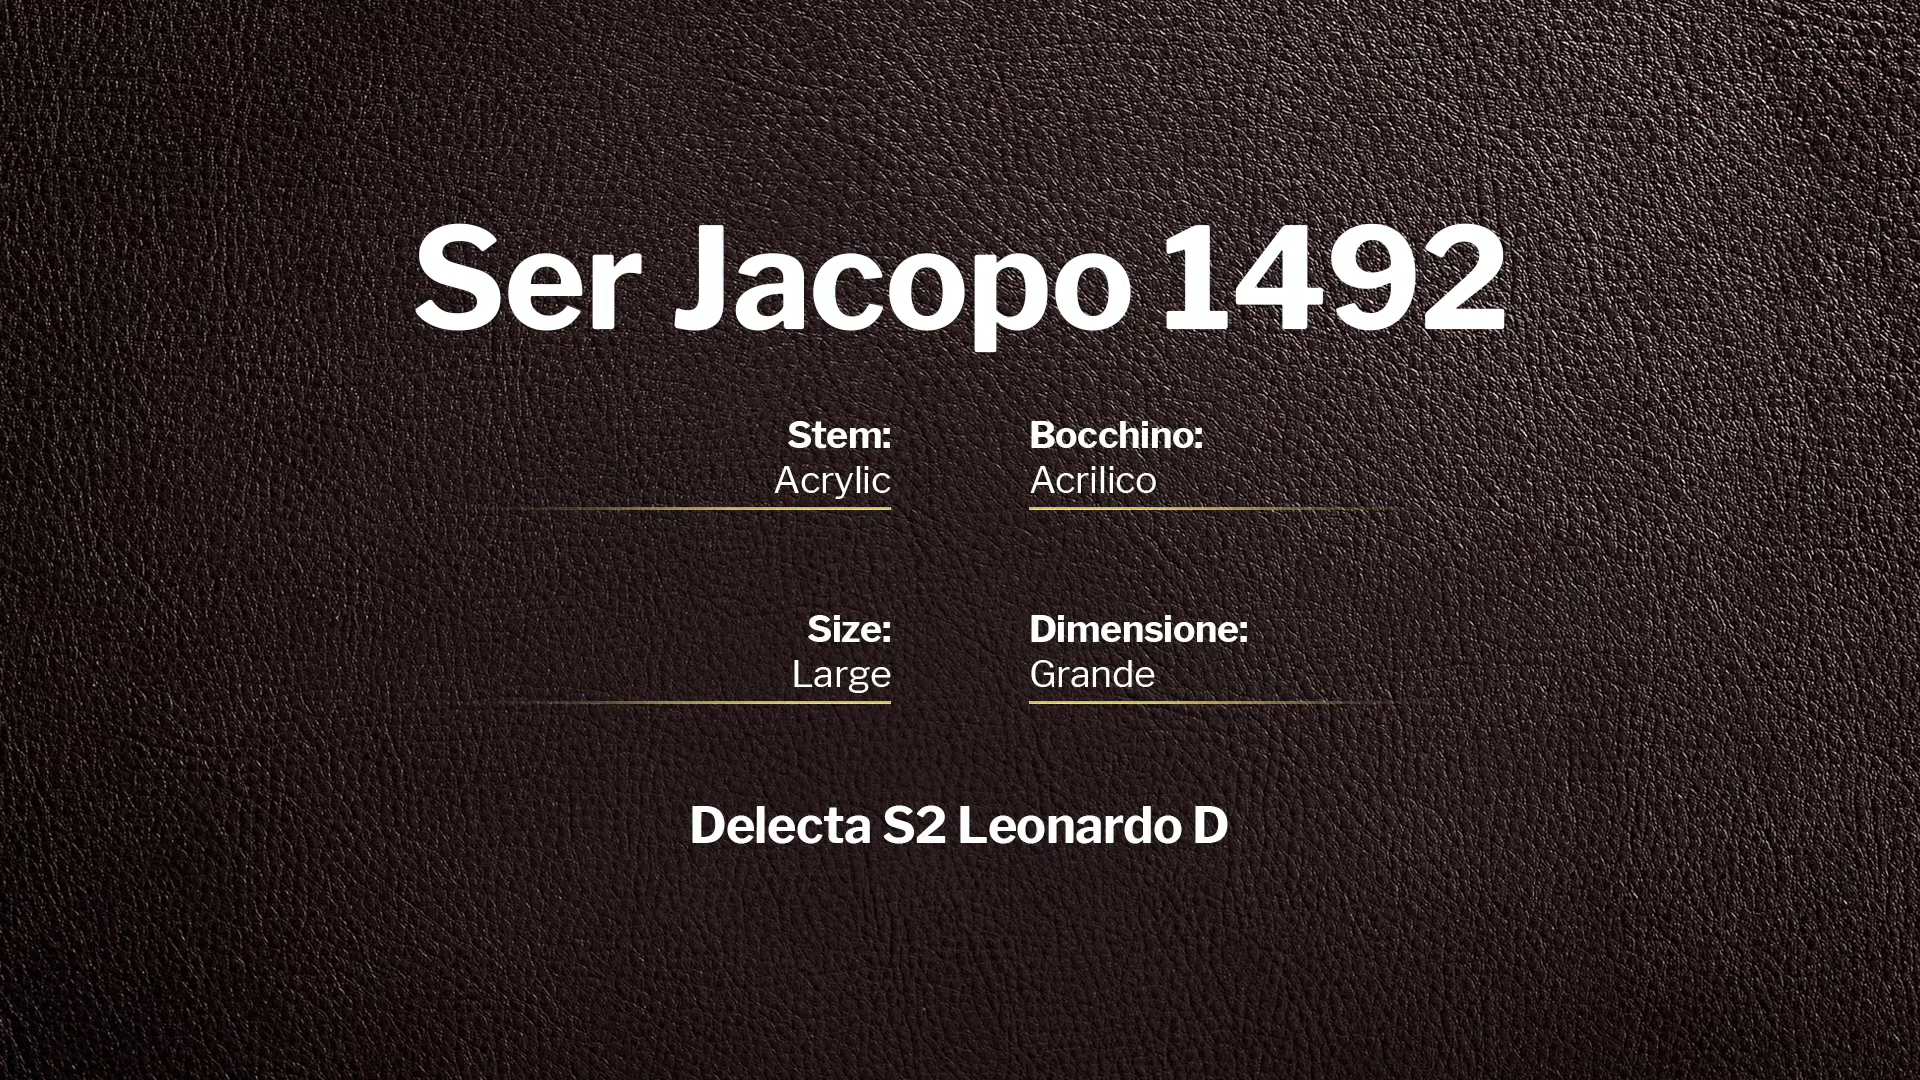 Ser Jacopo 1492
Stem:
Acrylic
Bocchino:
Acrilico
Size:
Large
Dimensione:
Grande
Delecta S2 Leonardo D